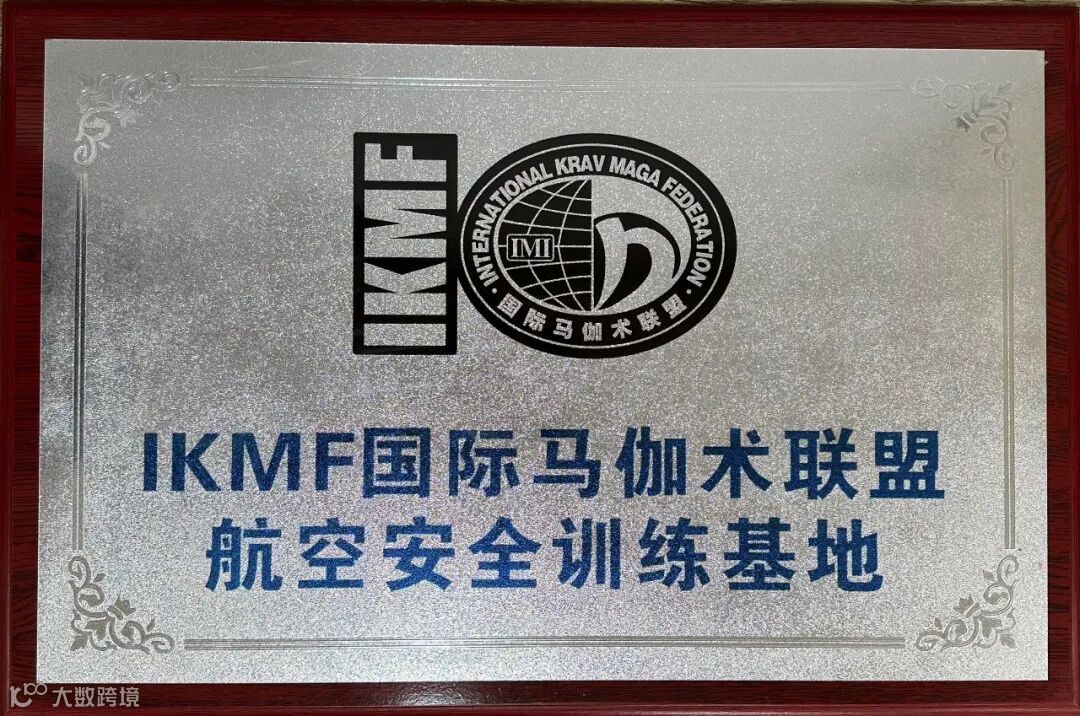 IKMF
INTERNATIONAL KRAV MAGA FEDERATION
IMI
·国际马伽术联盟·
IKMF国际马伽术联盟
航空安全训练基地
大数跨境